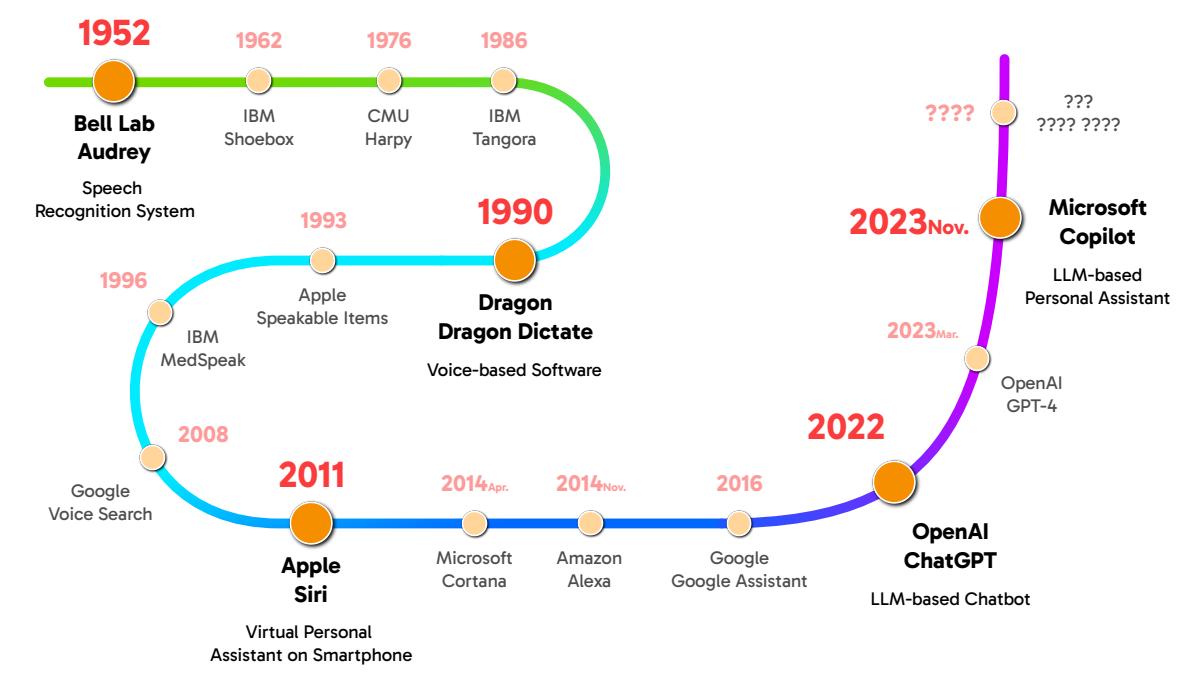 1952
Bell Lab
Audrey
Speech
Recognition System
1962
IBM
Shoebox
1976
CMU
Harpy
1986
IBM
Tangora
1990
Dragon
Dragon Dictate
Voice-based Software
1993
Apple
Speakable Items
1996
IBM
MedSpeak
2008
Google
Voice Search
2011
Apple
Siri
Virtual Personal
Assistant on Smartphone
2014Apr.
Microsoft
Cortana
2014Nov.
Amazon
Alexa
2016
Google
Google Assistant
2022
OpenAI
ChatGPT
LLM-based Chatbot
2023Mar.
OpenAI
GPT-4
2023Nov.
Microsoft
Copilot
LLM-based
Personal Assistant
????
???
???? ????